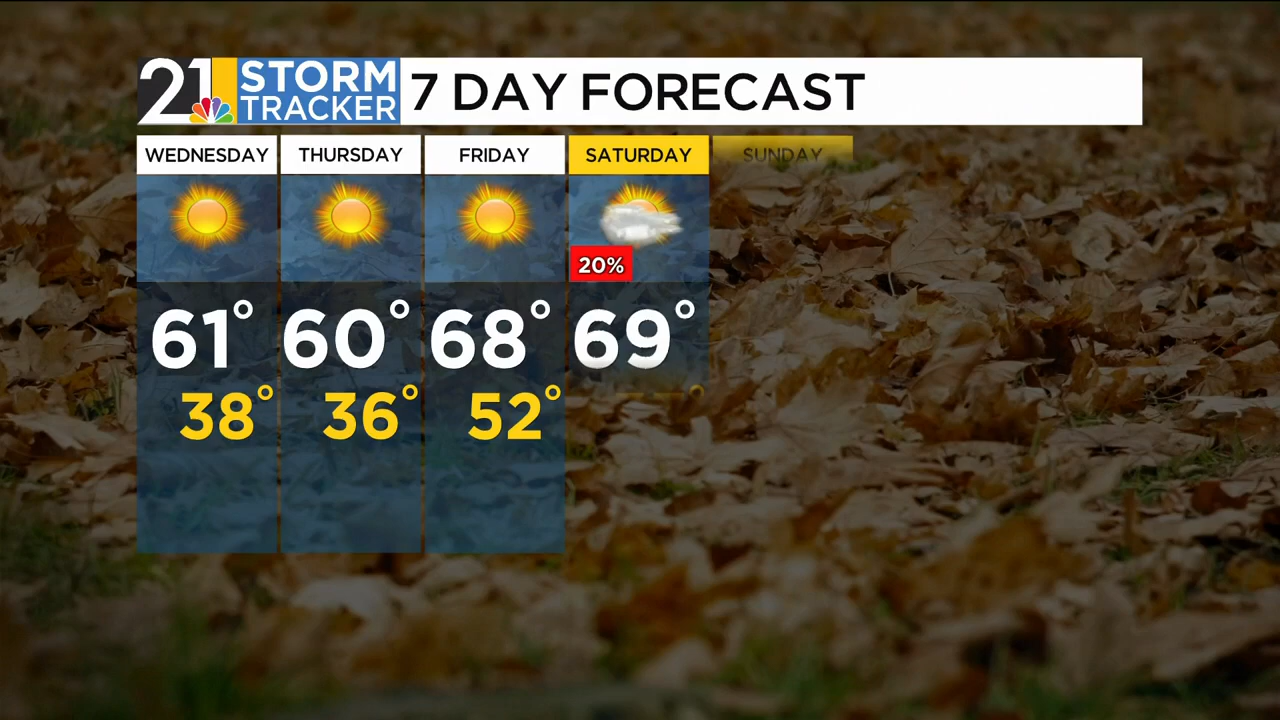 21 STORM TRACKER 7 DAY FORECAST
WEDNESDAY THURSDAY FRIDAY SATURDAY SUNDAY
20%
61° 60° 68° 69°
38° 36° 52°